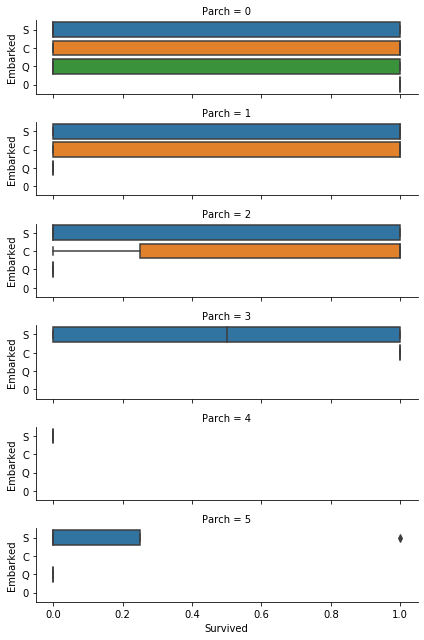 Parch = 0
Embarked
S
C
Q
0
Parch = 1
Embarked
S
C
Q
0
Parch = 2
Embarked
S
C
Q
0
Parch = 3
Embarked
S
C
Q
0
Parch = 4
Embarked
S
C
Q
0
Parch = 5
Embarked
S
C
Q
0
0.0 0.2 0.4 0.6 0.8 1.0
Survived